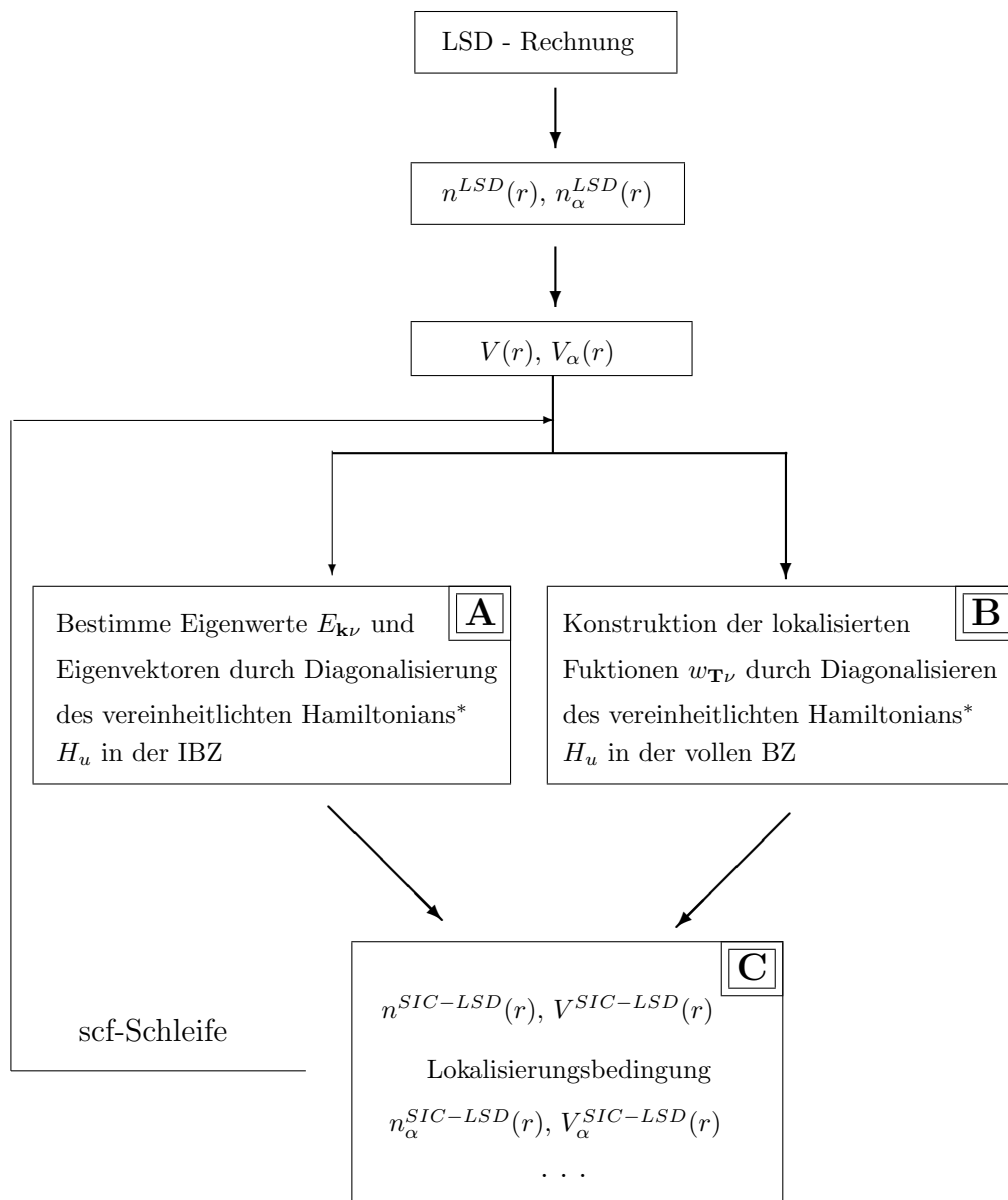 LSD - Rechnung
n^{LSD}(r), n_α^{LSD}(r)
V(r), V_α(r)
A
Bestimme Eigenwerte E_{kν} und
Eigenvektoren durch Diagonalisierung
des vereinheitlichten Hamiltonians*
H_u in der IBZ
B
Konstruktion der lokalisierten
Fuktionen w_{Tν} durch Diagonalisieren
des vereinheitlichten Hamiltonians*
H_u in der vollen BZ
C
n^{SIC−LSD}(r), V^{SIC−LSD}(r)
Lokalisierungsbedingung
n_α^{SIC−LSD}(r), V_α^{SIC−LSD}(r)
. . .
scf-Schleife